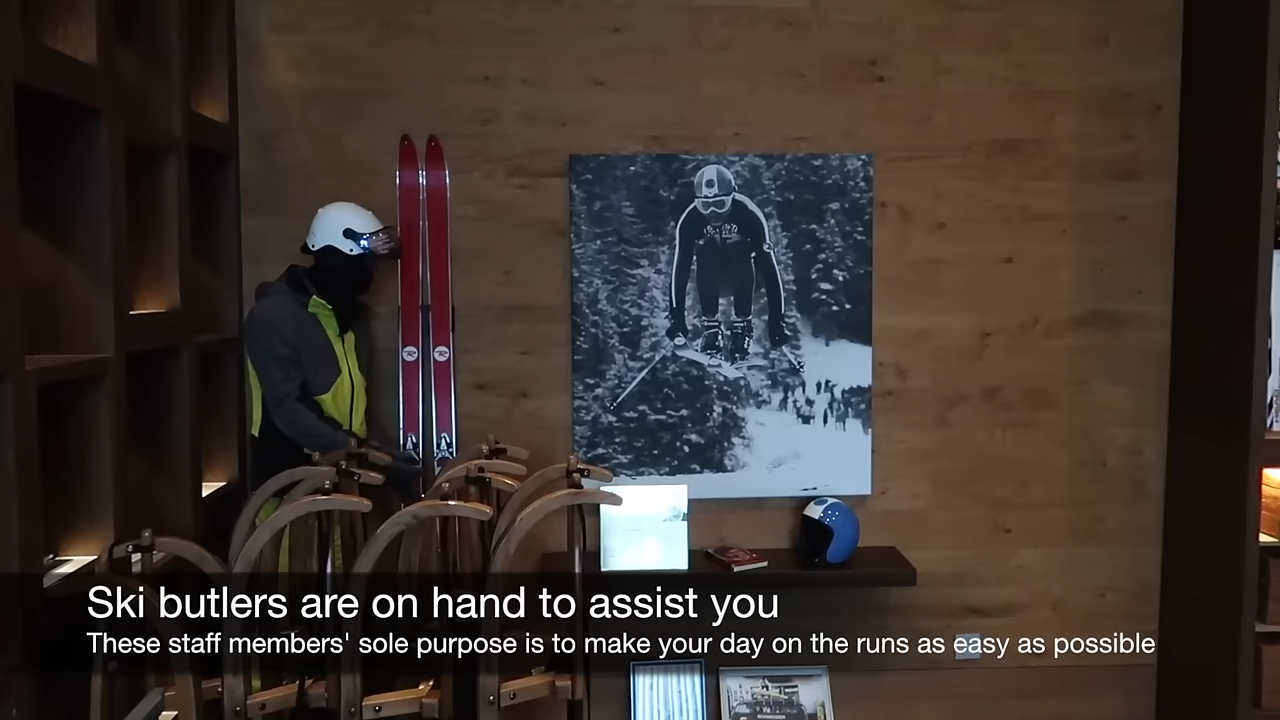 Ski butlers are on hand to assist you
These staff members' sole purpose is to make your day on the runs as easy as possible